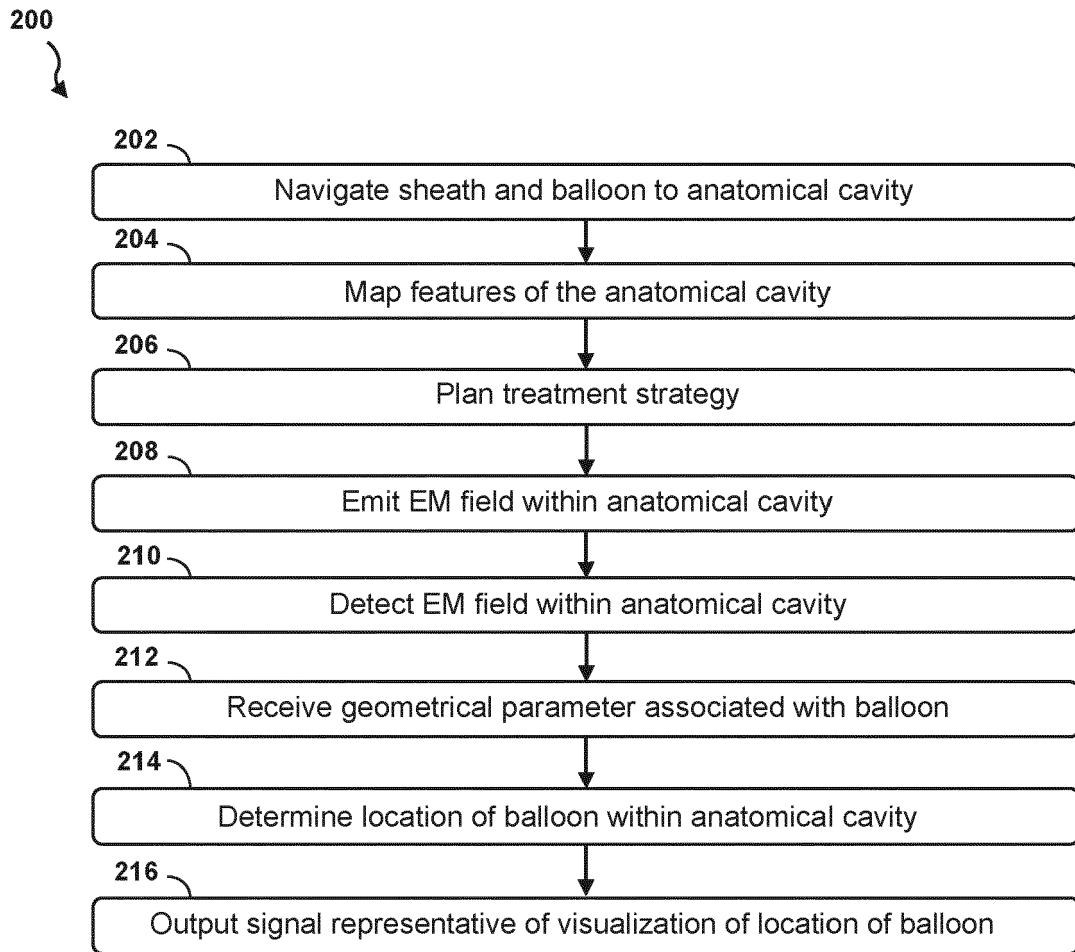 200
202
Navigate sheath and balloon to anatomical cavity
204
Map features of the anatomical cavity
206
Plan treatment strategy
208
Emit EM field within anatomical cavity
210
Detect EM field within anatomical cavity
212
Receive geometrical parameter associated with balloon
214
Determine location of balloon within anatomical cavity
216
Output signal representative of visualization of location of balloon